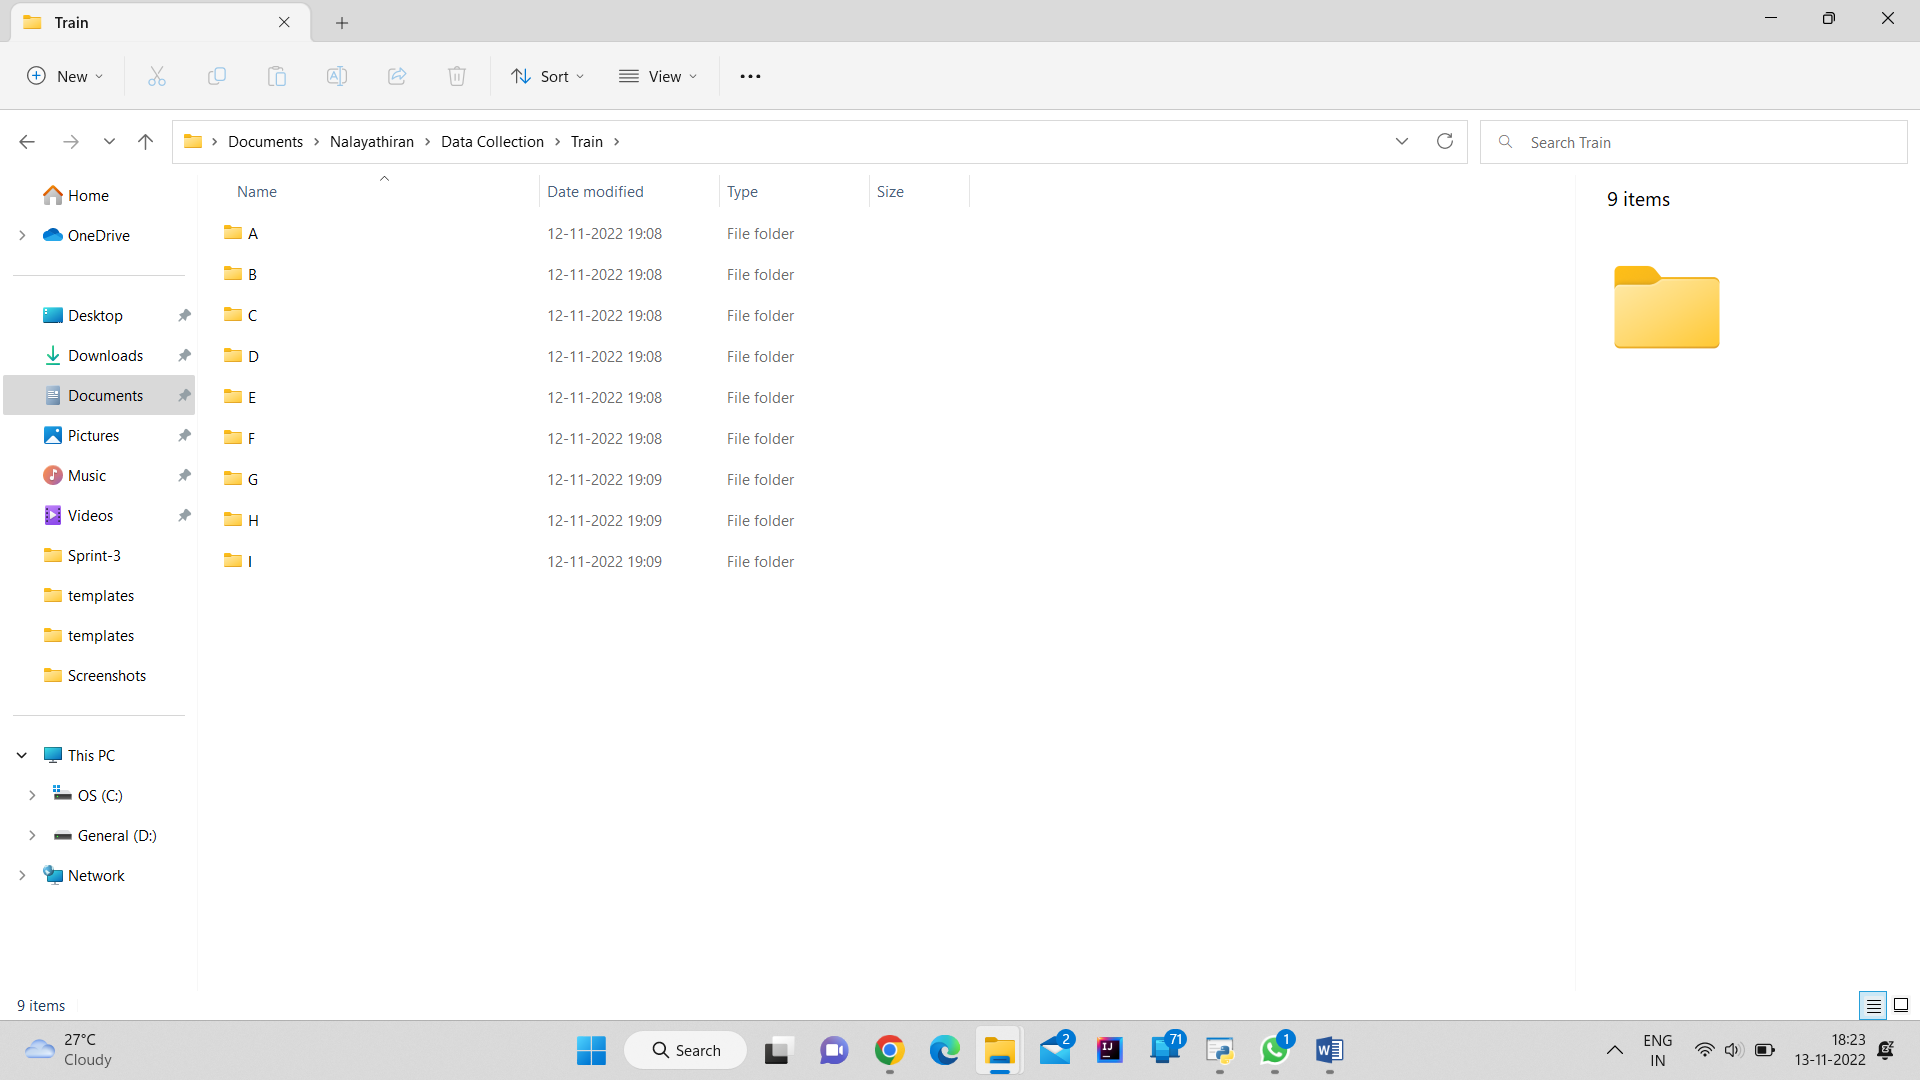 Train
New
Sort
View
Documents
Nalayathiran
Data Collection
Train
Search Train
Home
OneDrive
Desktop
Downloads
Documents
Pictures
Music
Videos
Sprint-3
templates
templates
Screenshots
This PC
OS (C:)
General (D:)
Network
Name Date modified Type Size
A 12-11-2022 19:08 File folder
B 12-11-2022 19:08 File folder
C 12-11-2022 19:08 File folder
D 12-11-2022 19:08 File folder
E 12-11-2022 19:08 File folder
F 12-11-2022 19:08 File folder
G 12-11-2022 19:09 File folder
H 12-11-2022 19:09 File folder
I 12-11-2022 19:09 File folder
9 items
9 items
27°C
Cloudy
Search
2
IJ
71
1
W
ENG
IN
18:23
13-11-2022